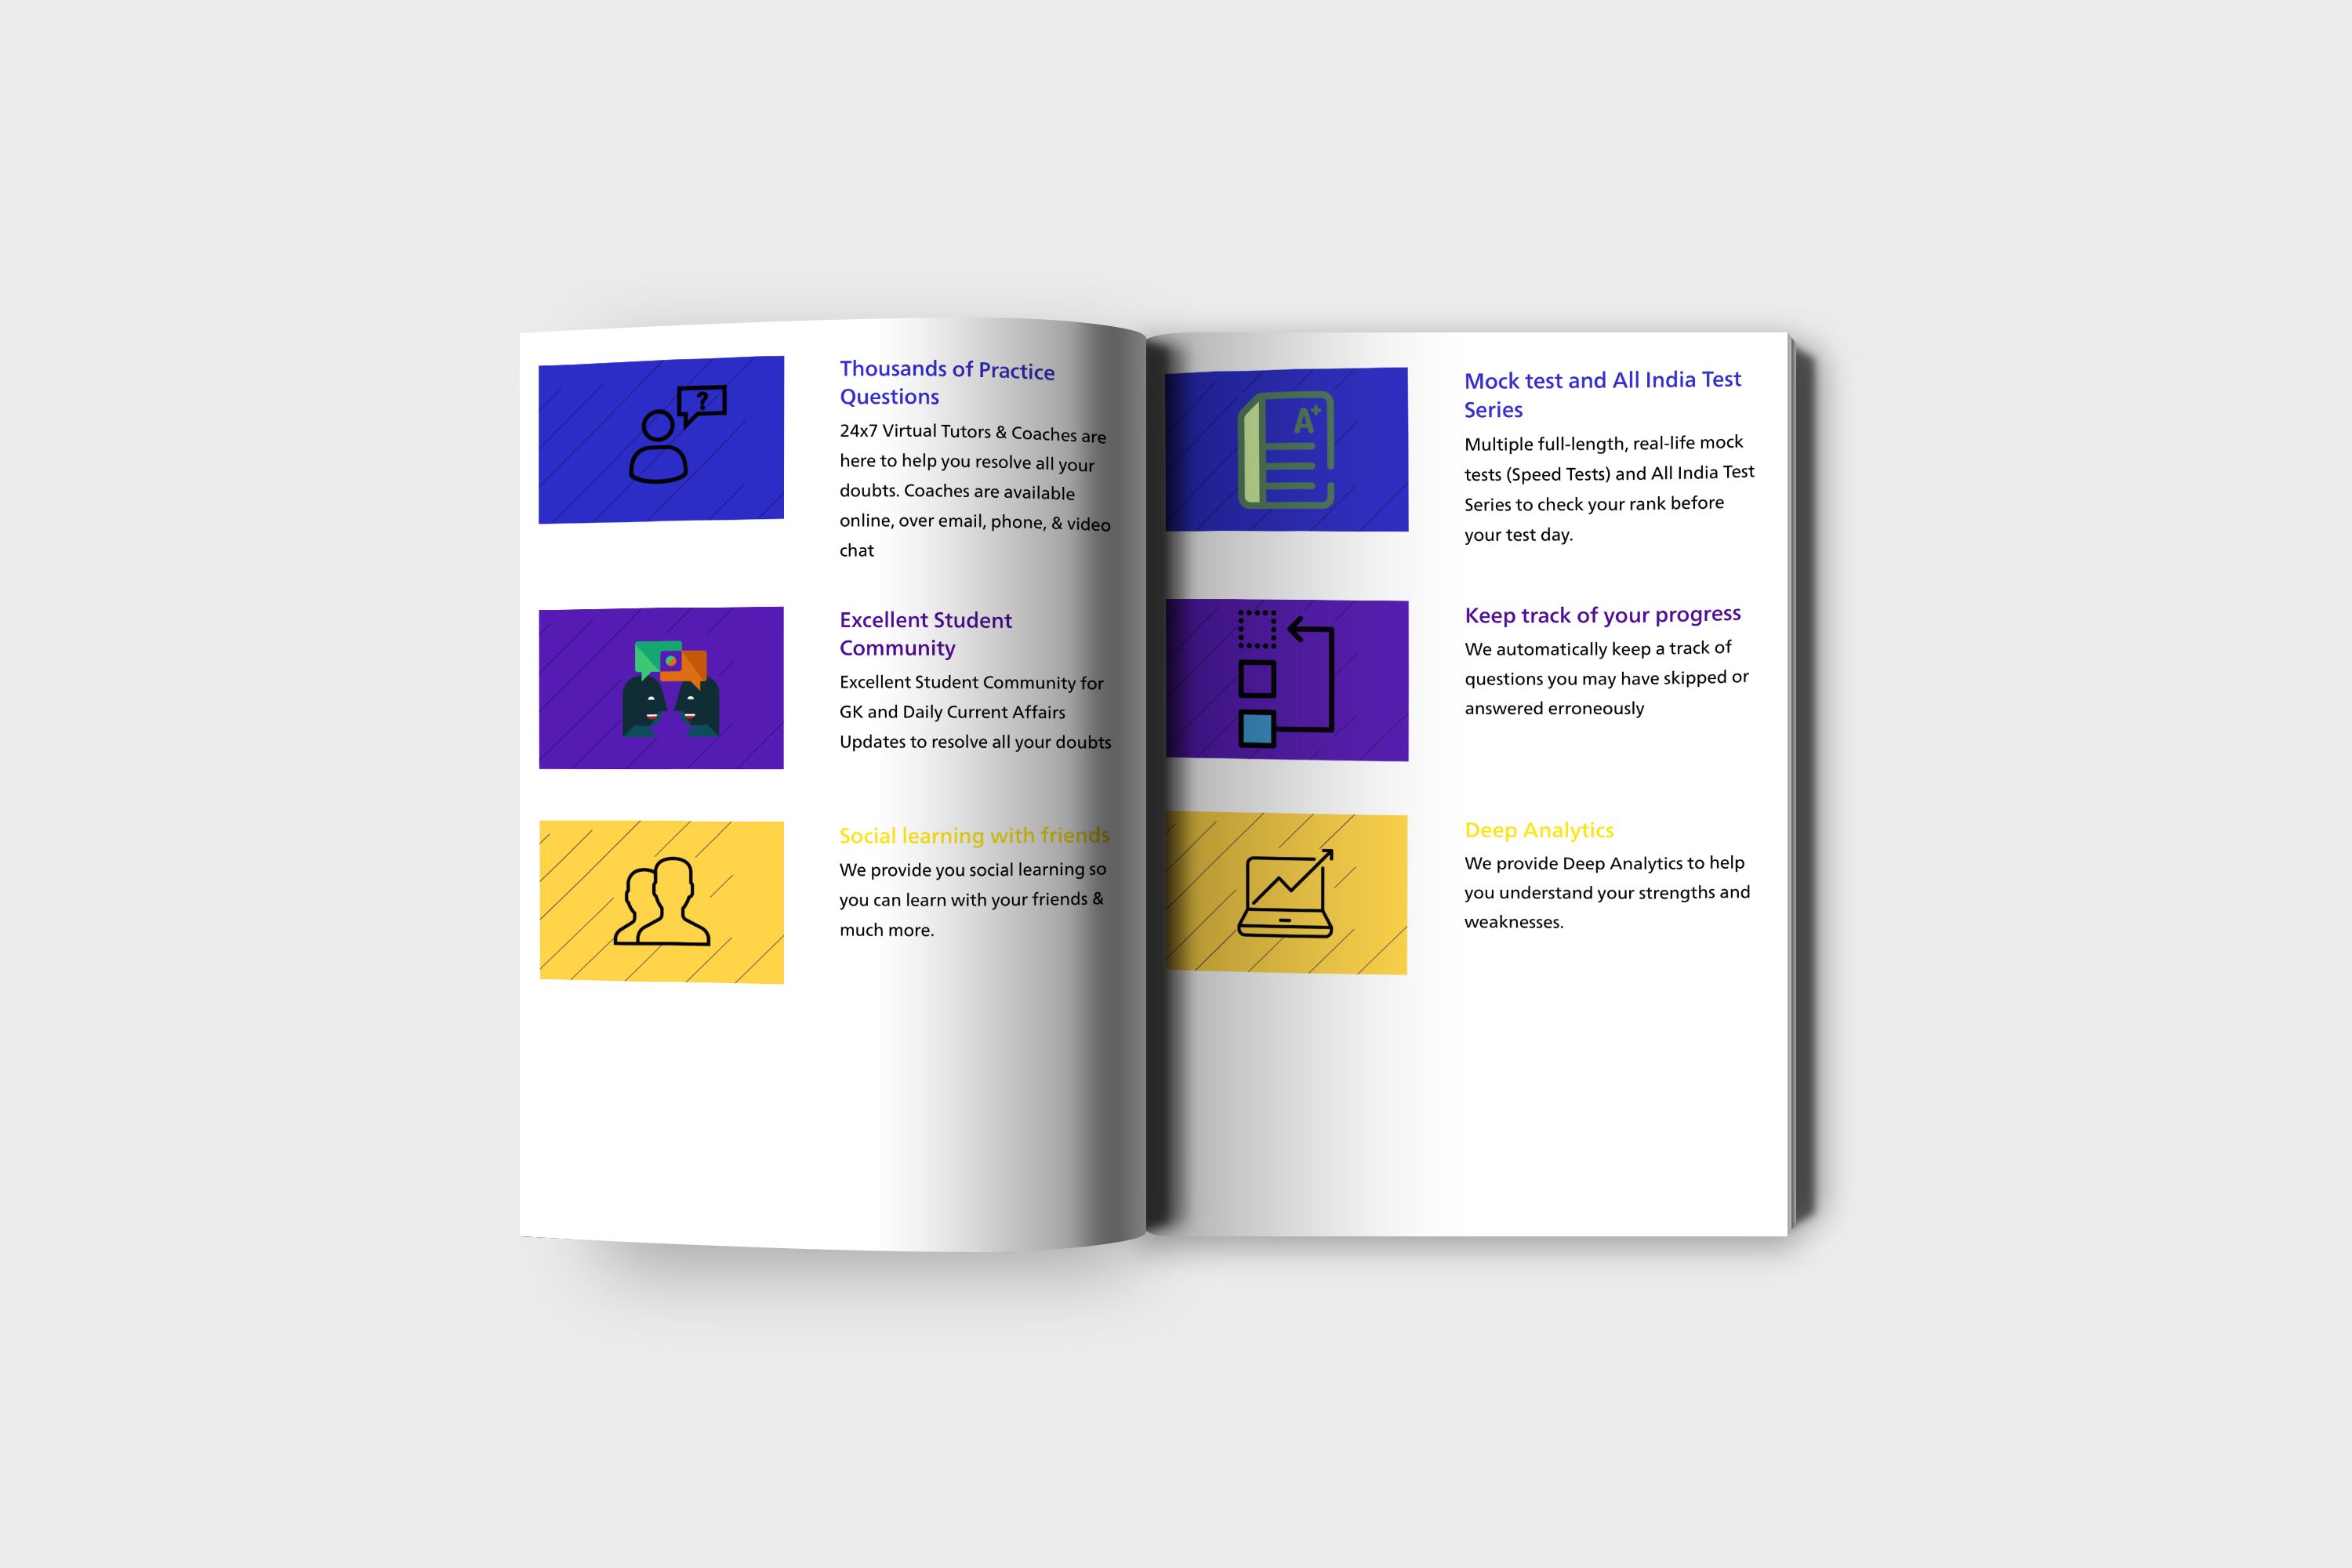 ?
Thousands of Practice
Questions
24x7 Virtual Tutors & Coaches are
here to help you resolve all your
doubts. Coaches are available
online, over email, phone, & video
chat
Excellent Student
Community
Excellent Student Community for
GK and Daily Current Affairs
Updates to resolve all your doubts
Social learning with friends
We provide you social learning so
you can learn with your friends &
much more.
A+
Mock test and All India Test
Series
Multiple full-length, real-life mock
tests (Speed Tests) and All India Test
Series to check your rank before
your test day.
Keep track of your progress
We automatically keep a track of
questions you may have skipped or
answered erroneously
Deep Analytics
We provide Deep Analytics to help
you understand your strengths and
weaknesses.